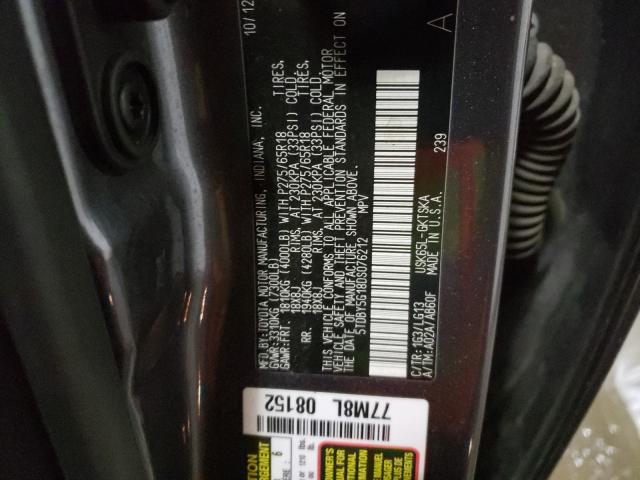 MFD.BY:TOYOTA MOTOR MANUFACTURING, INDIANA, INC. 10/12
GVWR:3310KG(7300LB)
GAWR:FRT. 1810KG (4000LB) WITH P275/65R18 TIRES,
18X8J RIMS, AT 230KPA (33PSI) COLD.
RR. 1940KG (4280LB) WITH P275/65R18 TIRES,
18X8J RIMS, AT 230KPA (33PSI) COLD.
THIS VEHICLE CONFORMS TO ALL APPLICABLE FEDERAL MOTOR
VEHICLE SAFETY AND THEFT PREVENTION STANDARDS IN EFFECT ON
THE DATE OF MANUFACTURE SHOWN ABOVE.
5TDBY5G18DS076212 MPV
C/TR: 1G3/LG13 USK65L-GKTSKA
A/TM:A02A/AB60F MADE IN U.S.A. 239
A
77M8L 08152
OWNER'S